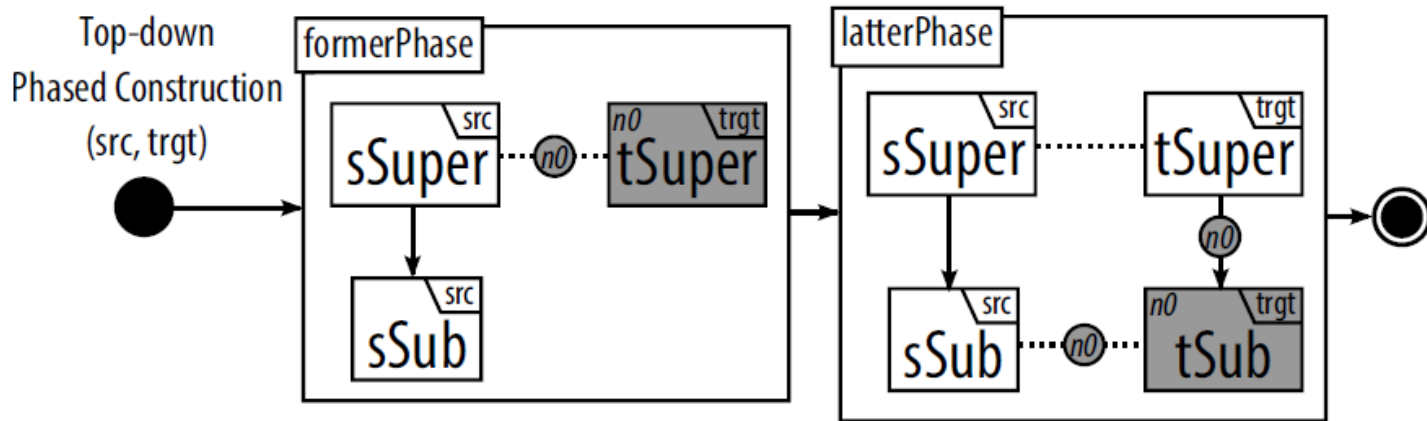 Top-down
Phased Construction
(src, trgt)
formerPhase
src
sSuper
n0
n0
trgt
tSuper
src
sSub
latterPhase
src
sSuper
trgt
tSuper
n0
src
sSub
n0
n0
trgt
tSub